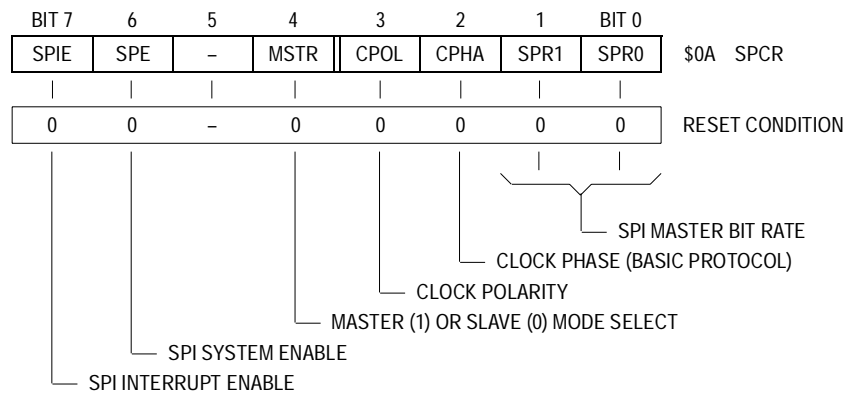 BIT 7 6 5 4 3 2 1 BIT 0
SPIE SPE – MSTR CPOL CPHA SPR1 SPR0 $0A SPCR
0 0 – 0 0 0 0 0 RESET CONDITION
SPI MASTER BIT RATE
CLOCK PHASE (BASIC PROTOCOL)
CLOCK POLARITY
MASTER (1) OR SLAVE (0) MODE SELECT
SPI SYSTEM ENABLE
SPI INTERRUPT ENABLE